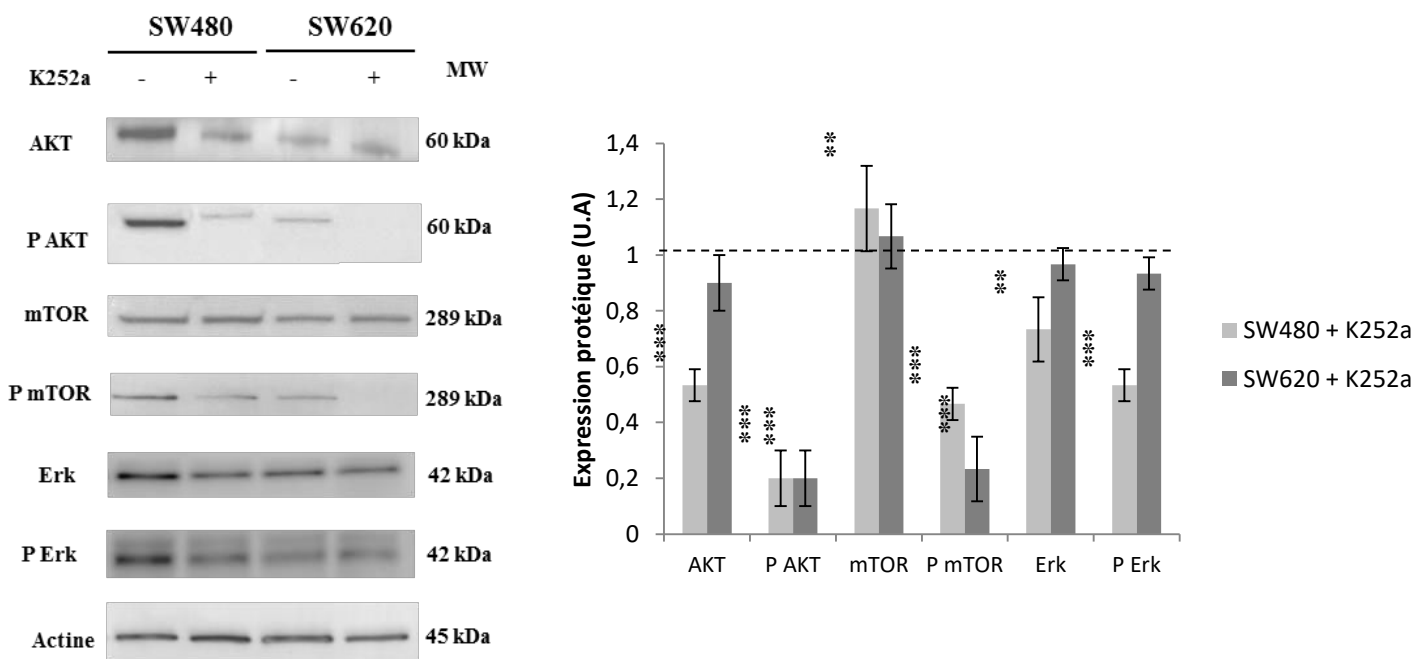 SW480 SW620
K252a - + - + MW
AKT 60 kDa
P AKT 60 kDa
mTOR 289 kDa
P mTOR 289 kDa
Erk 42 kDa
P Erk 42 kDa
Actine 45 kDa
Expression protéique (U.A)
1,4
1,2
1
0,8
0,6
0,4
0,2
0
**
***
***
***
***
***
**
***
AKT P AKT mTOR P mTOR Erk P Erk
SW480 + K252a
SW620 + K252a